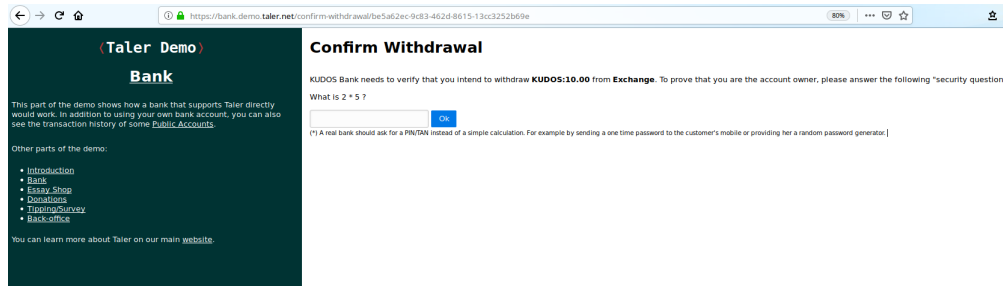 https://bank.demo.taler.net/confirm-withdrawal/be5a62ec-9c83-462d-8615-13cc3252b69e
80%
(Taler Demo)
Bank
This part of the demo shows how a bank that supports Taler directly
would work. In addition to using your own bank account, you can also
see the transaction history of some Public Accounts.
Other parts of the demo:
• Introduction
• Bank
• Essay Shop
• Donations
• Tipping/Survey
• Back-office
You can learn more about Taler on our main website.
Confirm Withdrawal
KUDOS Bank needs to verify that you intend to withdraw KUDOS:10.00 from Exchange. To prove that you are the account owner, please answer the following "security question
What is 2 * 5 ?
Ok
(*) A real bank should ask for a PIN/TAN instead of a simple calculation. For example by sending a one time password to the customer's mobile or providing her a random password generator.